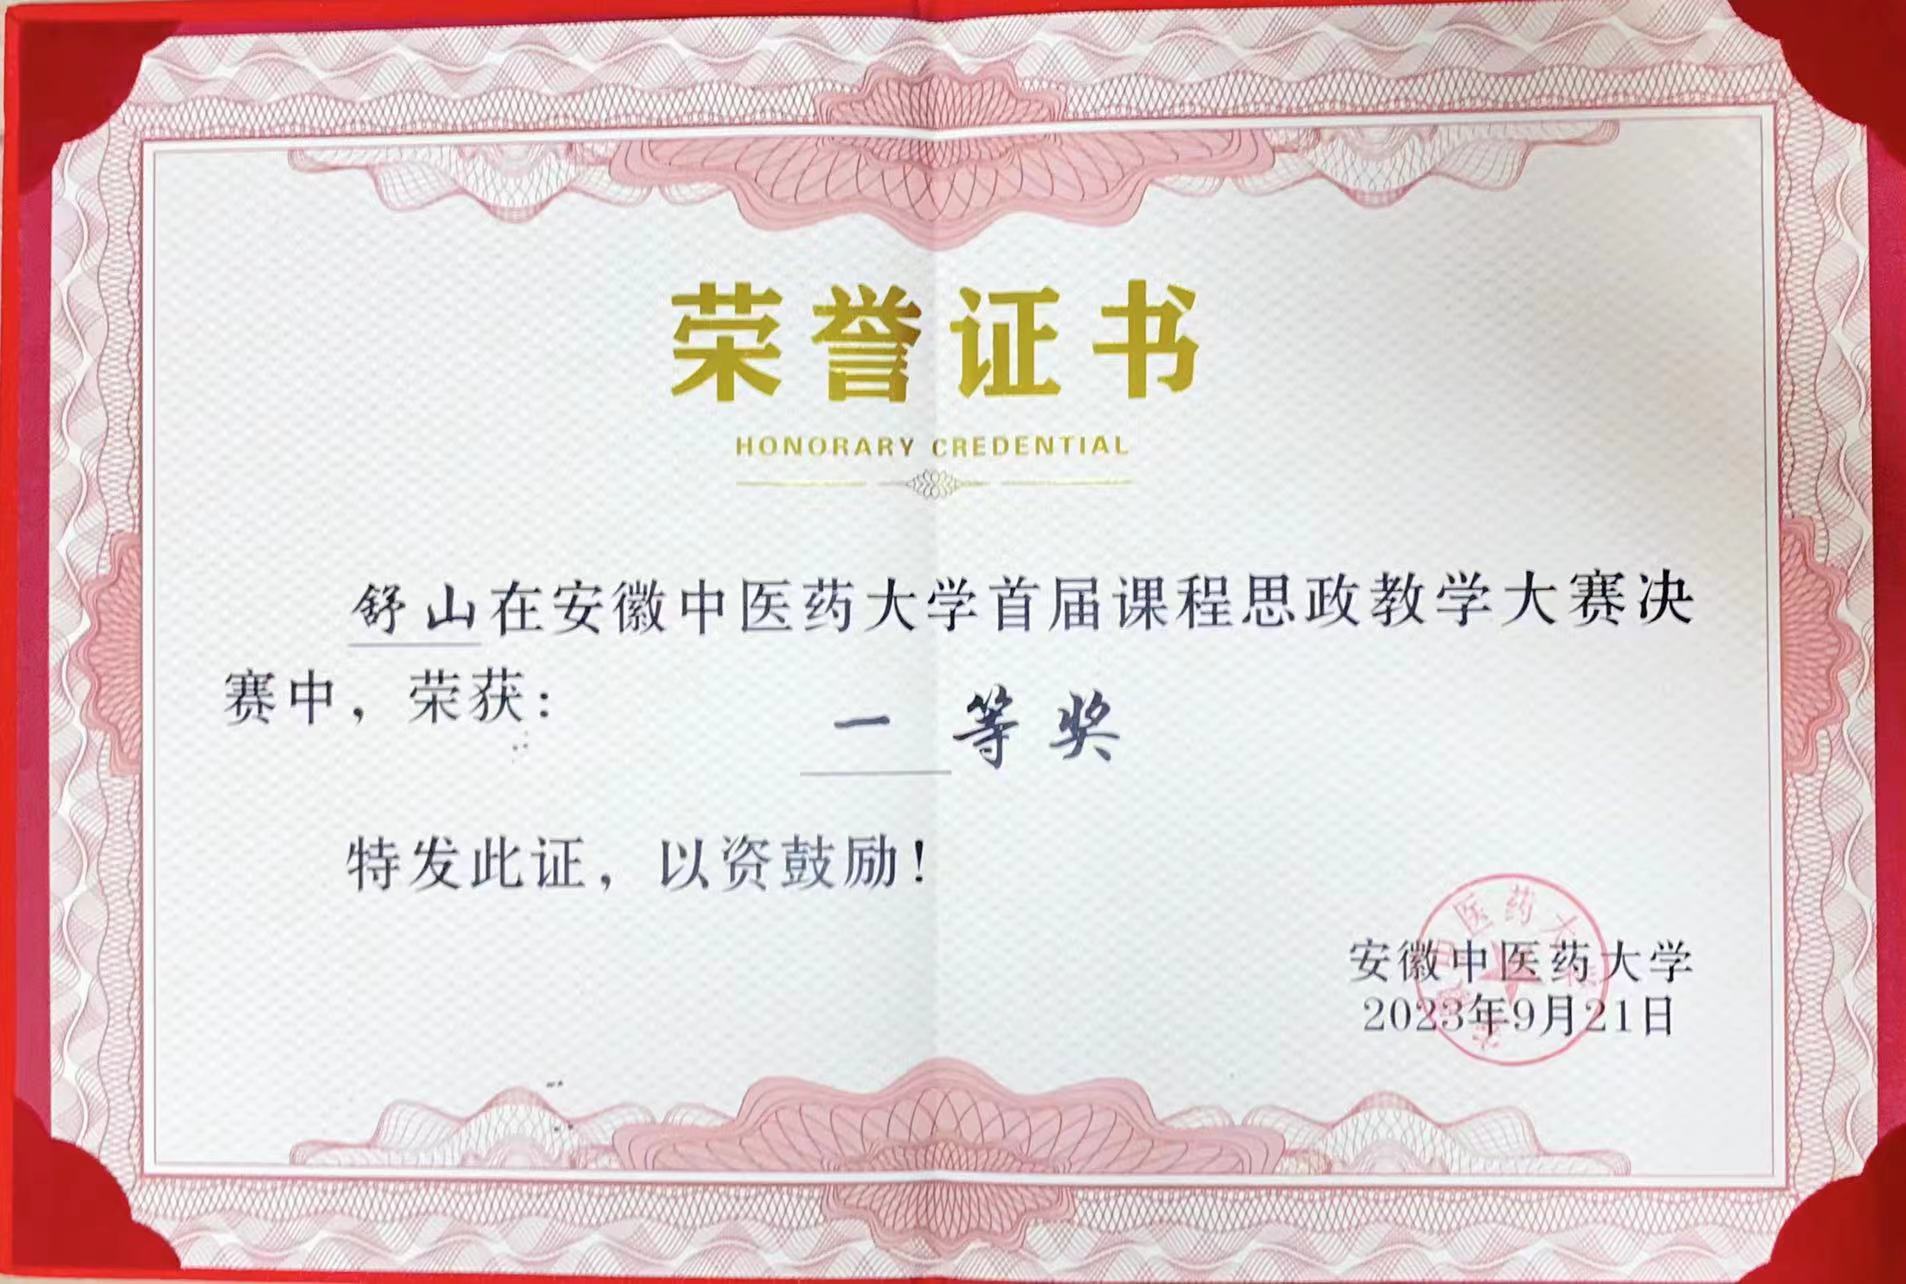 荣誉证书
HONORARY CREDENTIAL
舒山在安徽中医药大学首届课程思政教学大赛决
赛中，荣获：
一等奖
特发此证，以资鼓励！
安徽中医药大学
2023年9月21日